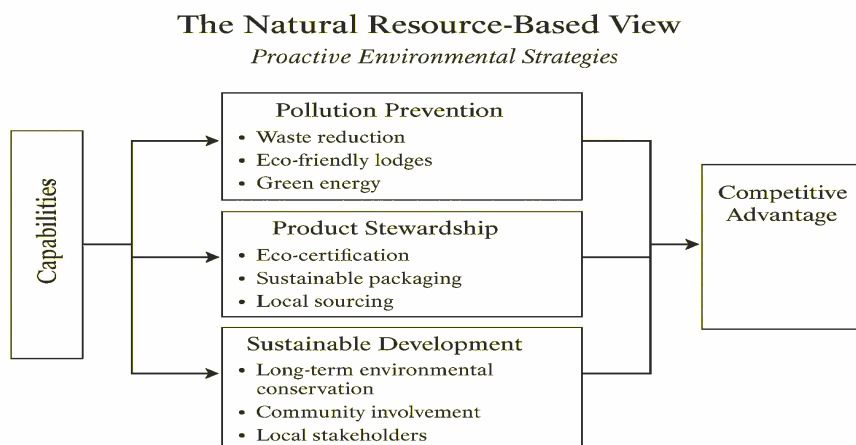 The Natural Resource-Based View
Proactive Environmental Strategies
Capabilities
Pollution Prevention
• Waste reduction
• Eco-friendly lodges
• Green energy
Product Stewardship
• Eco-certification
• Sustainable packaging
• Local sourcing
Sustainable Development
• Long-term environmental
conservation
• Community involvement
• Local stakeholders
Competitive
Advantage